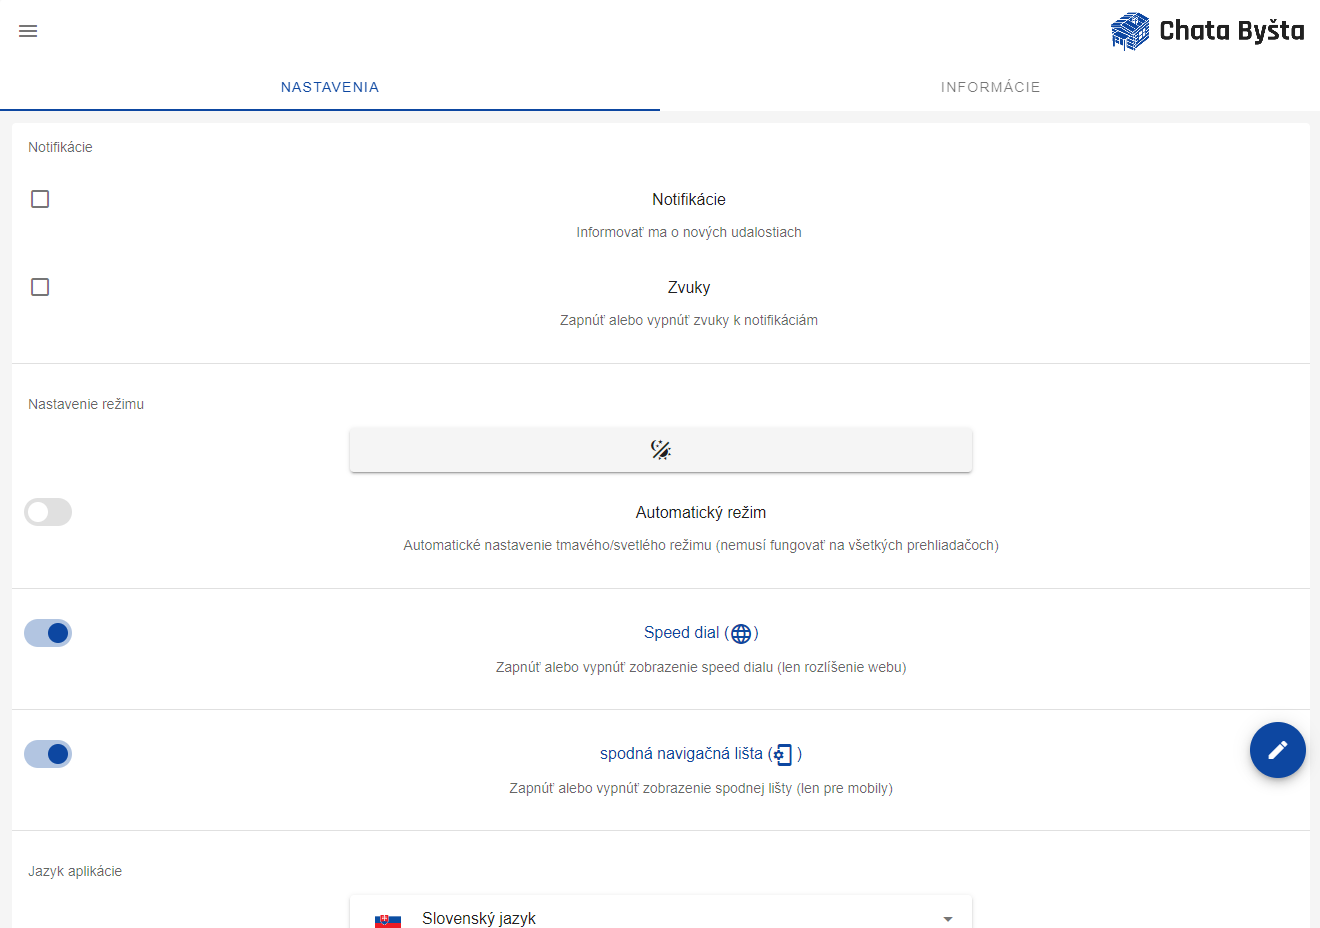 Chata Byšta
NASTAVENIA
INFORMÁCIE
Notifikácie
Notifikácie
Informovať ma o nových udalostiach
Zvuky
Zapnúť alebo vypnúť zvuky k notifikáciám
Nastavenie režimu
Automatický režim
Automatické nastavenie tmavého/svetlého režimu (nemusí fungovať na všetkých prehliadačoch)
Speed dial ( )
Zapnúť alebo vypnúť zobrazenie speed dialu (len rozlíšenie webu)
spodná navigačná lišta ( )
Zapnúť alebo vypnúť zobrazenie spodnej lišty (len pre mobily)
Jazyk aplikácie
Slovenský jazyk